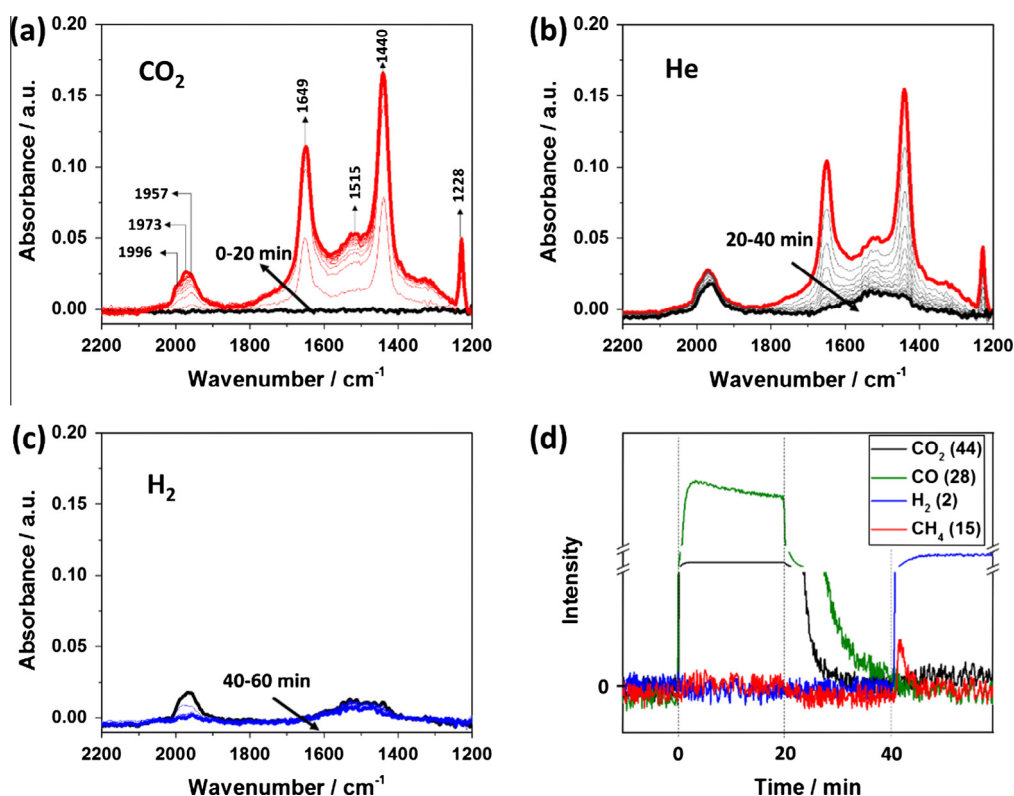 (a)
CO₂
0.20
0.15
0.10
0.05
0.00
Absorbance / a.u.
1957
1973
1996
1649
1515
1440
1228
0-20 min
2200 2000 1800 1600 1400 1200
Wavenumber / cm⁻¹
(b)
He
0.20
0.15
0.10
0.05
0.00
Absorbance / a.u.
20-40 min
2200 2000 1800 1600 1400 1200
Wavenumber / cm⁻¹
(c)
H₂
0.20
0.15
0.10
0.05
0.00
Absorbance / a.u.
40-60 min
2200 2000 1800 1600 1400 1200
Wavenumber / cm⁻¹
(d)
CO₂ (44)
CO (28)
H₂ (2)
CH₄ (15)
Intensity
0
0 20 40
Time / min